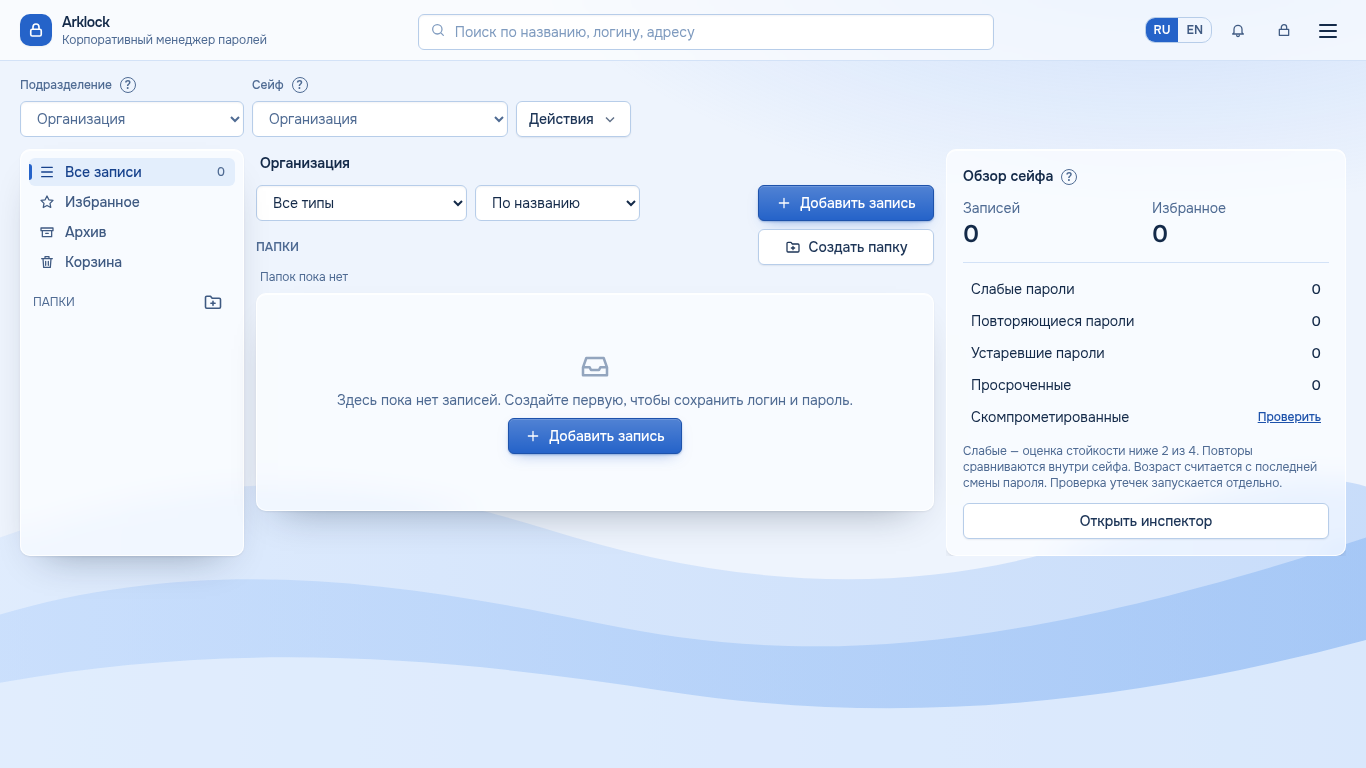 Arklock
Корпоративный менеджер паролей
Поиск по названию, логину, адресу
RU EN
Подразделение ?
Сейф ?
Организация
Организация
Действия
Все записи 0
Избранное
Архив
Корзина
ПАПКИ
Организация
Все типы
По названию
Добавить запись
ПАПКИ
Создать папку
Папок пока нет
Здесь пока нет записей. Создайте первую, чтобы сохранить логин и пароль.
Добавить запись
Обзор сейфа ?
Записей Избранное
0 0
Слабые пароли 0
Повторяющиеся пароли 0
Устаревшие пароли 0
Просроченные 0
Скомпрометированные Проверить
Слабые — оценка стойкости ниже 2 из 4. Повторы
сравниваются внутри сейфа. Возраст считается с последней
смены пароля. Проверка утечек запускается отдельно.
Открыть инспектор